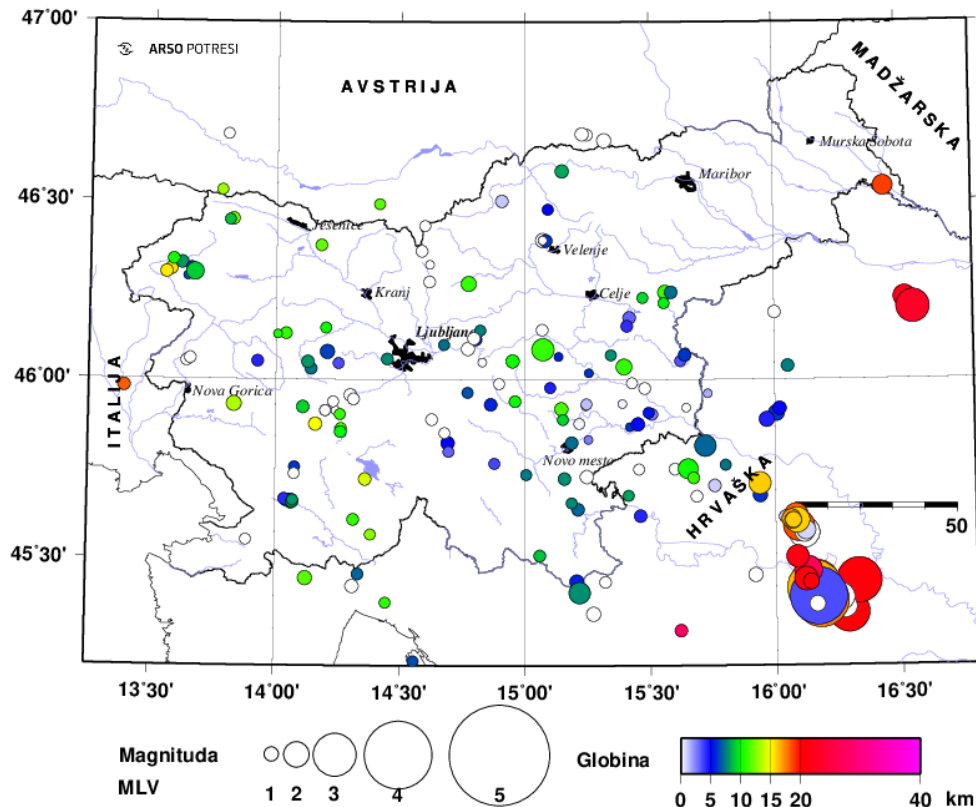 47˚00'
ARSO POTRESI
AVSTRIJA
MADŽARSKA
Murska Sobota
Maribor
46˚30'
Jesenice
Velenje
Kranj
Celje
Ljubljana
46˚00'
Nova Gorica
ITALIJA
Novo mesto
HRVAŠKA
50
45˚30'
13˚30' 14˚00' 14˚30' 15˚00' 15˚30' 16˚00' 16˚30'
Magnituda
MLV
1 2 3 4 5
Globina
0 5 10 15 20 40 km